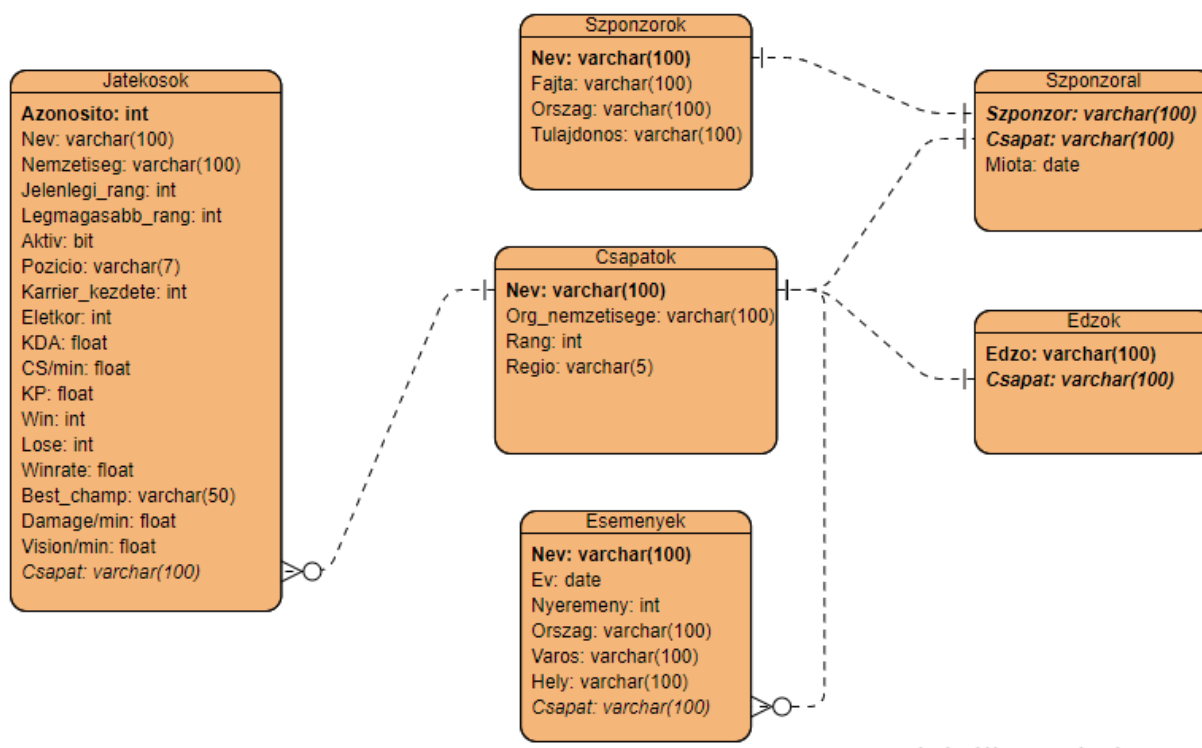 Jatekosok
Azonosito: int
Nev: varchar(100)
Nemzetiseg: varchar(100)
Jelenlegi_rang: int
Legmagasabb_rang: int
Aktiv: bit
Pozicio: varchar(7)
Karrier_kezdete: int
Eletkor: int
KDA: float
CS/min: float
KP: float
Win: int
Lose: int
Winrate: float
Best_champ: varchar(50)
Damage/min: float
Vision/min: float
Csapat: varchar(100)
Szponzorok
Nev: varchar(100)
Fajta: varchar(100)
Orszag: varchar(100)
Tulajdonos: varchar(100)
Csapatok
Nev: varchar(100)
Org_nemzetisege: varchar(100)
Rang: int
Regio: varchar(5)
Esemenyek
Nev: varchar(100)
Ev: date
Nyeremeny: int
Orszag: varchar(100)
Varos: varchar(100)
Hely: varchar(100)
Csapat: varchar(100)
Szponzoral
Szponzor: varchar(100)
Csapat: varchar(100)
Miota: date
Edzok
Edzo: varchar(100)
Csapat: varchar(100)